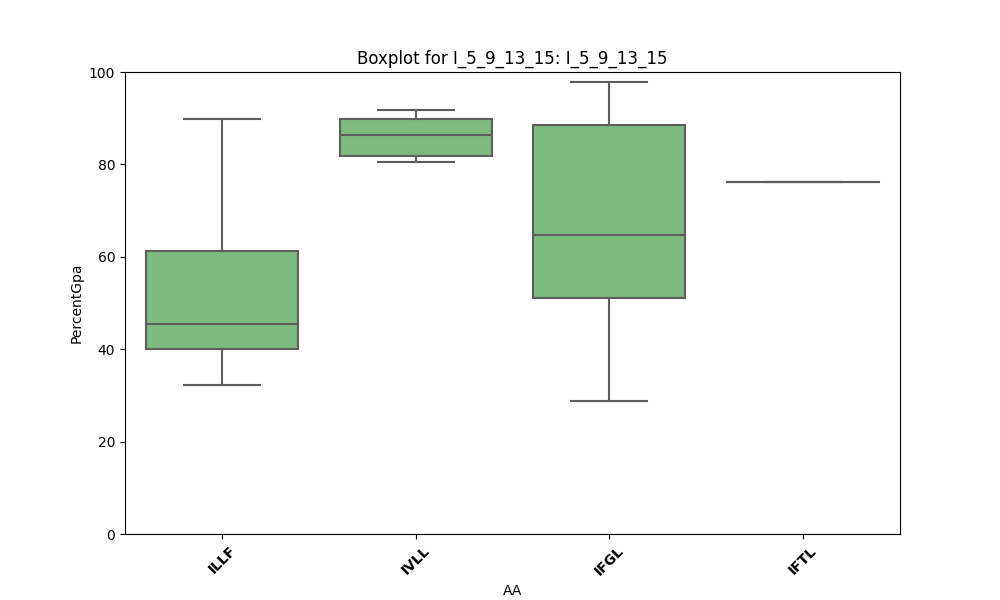 Boxplot for I_5_9_13_15: I_5_9_13_15
PercentGpa
100
80
60
40
20
0
ILLF
IVLL
IFGL
IFTL
AA